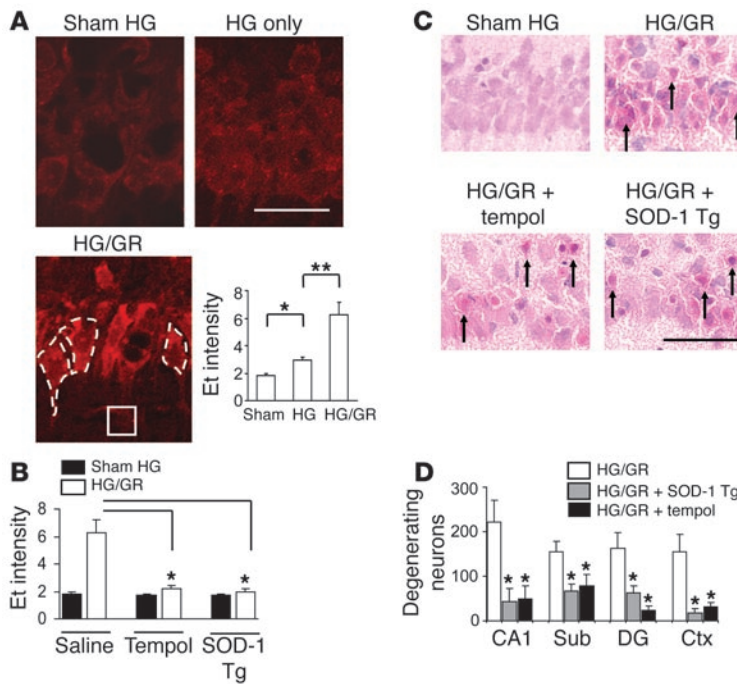 A
Sham HG
HG only
HG/GR
Et intensity
8
6
4
2
0
*
**
Sham
HG
HG/GR
B
Sham HG
HG/GR
Et intensity
8
6
4
2
0
*
*
Saline
Tempol
SOD-1
Tg
C
Sham HG
HG/GR
HG/GR +
tempol
HG/GR +
SOD-1 Tg
D
HG/GR
HG/GR + SOD-1 Tg
HG/GR + tempol
Degenerating
neurons
300
200
100
0
* *
* *
*
*
* *
CA1
Sub
DG
Ctx